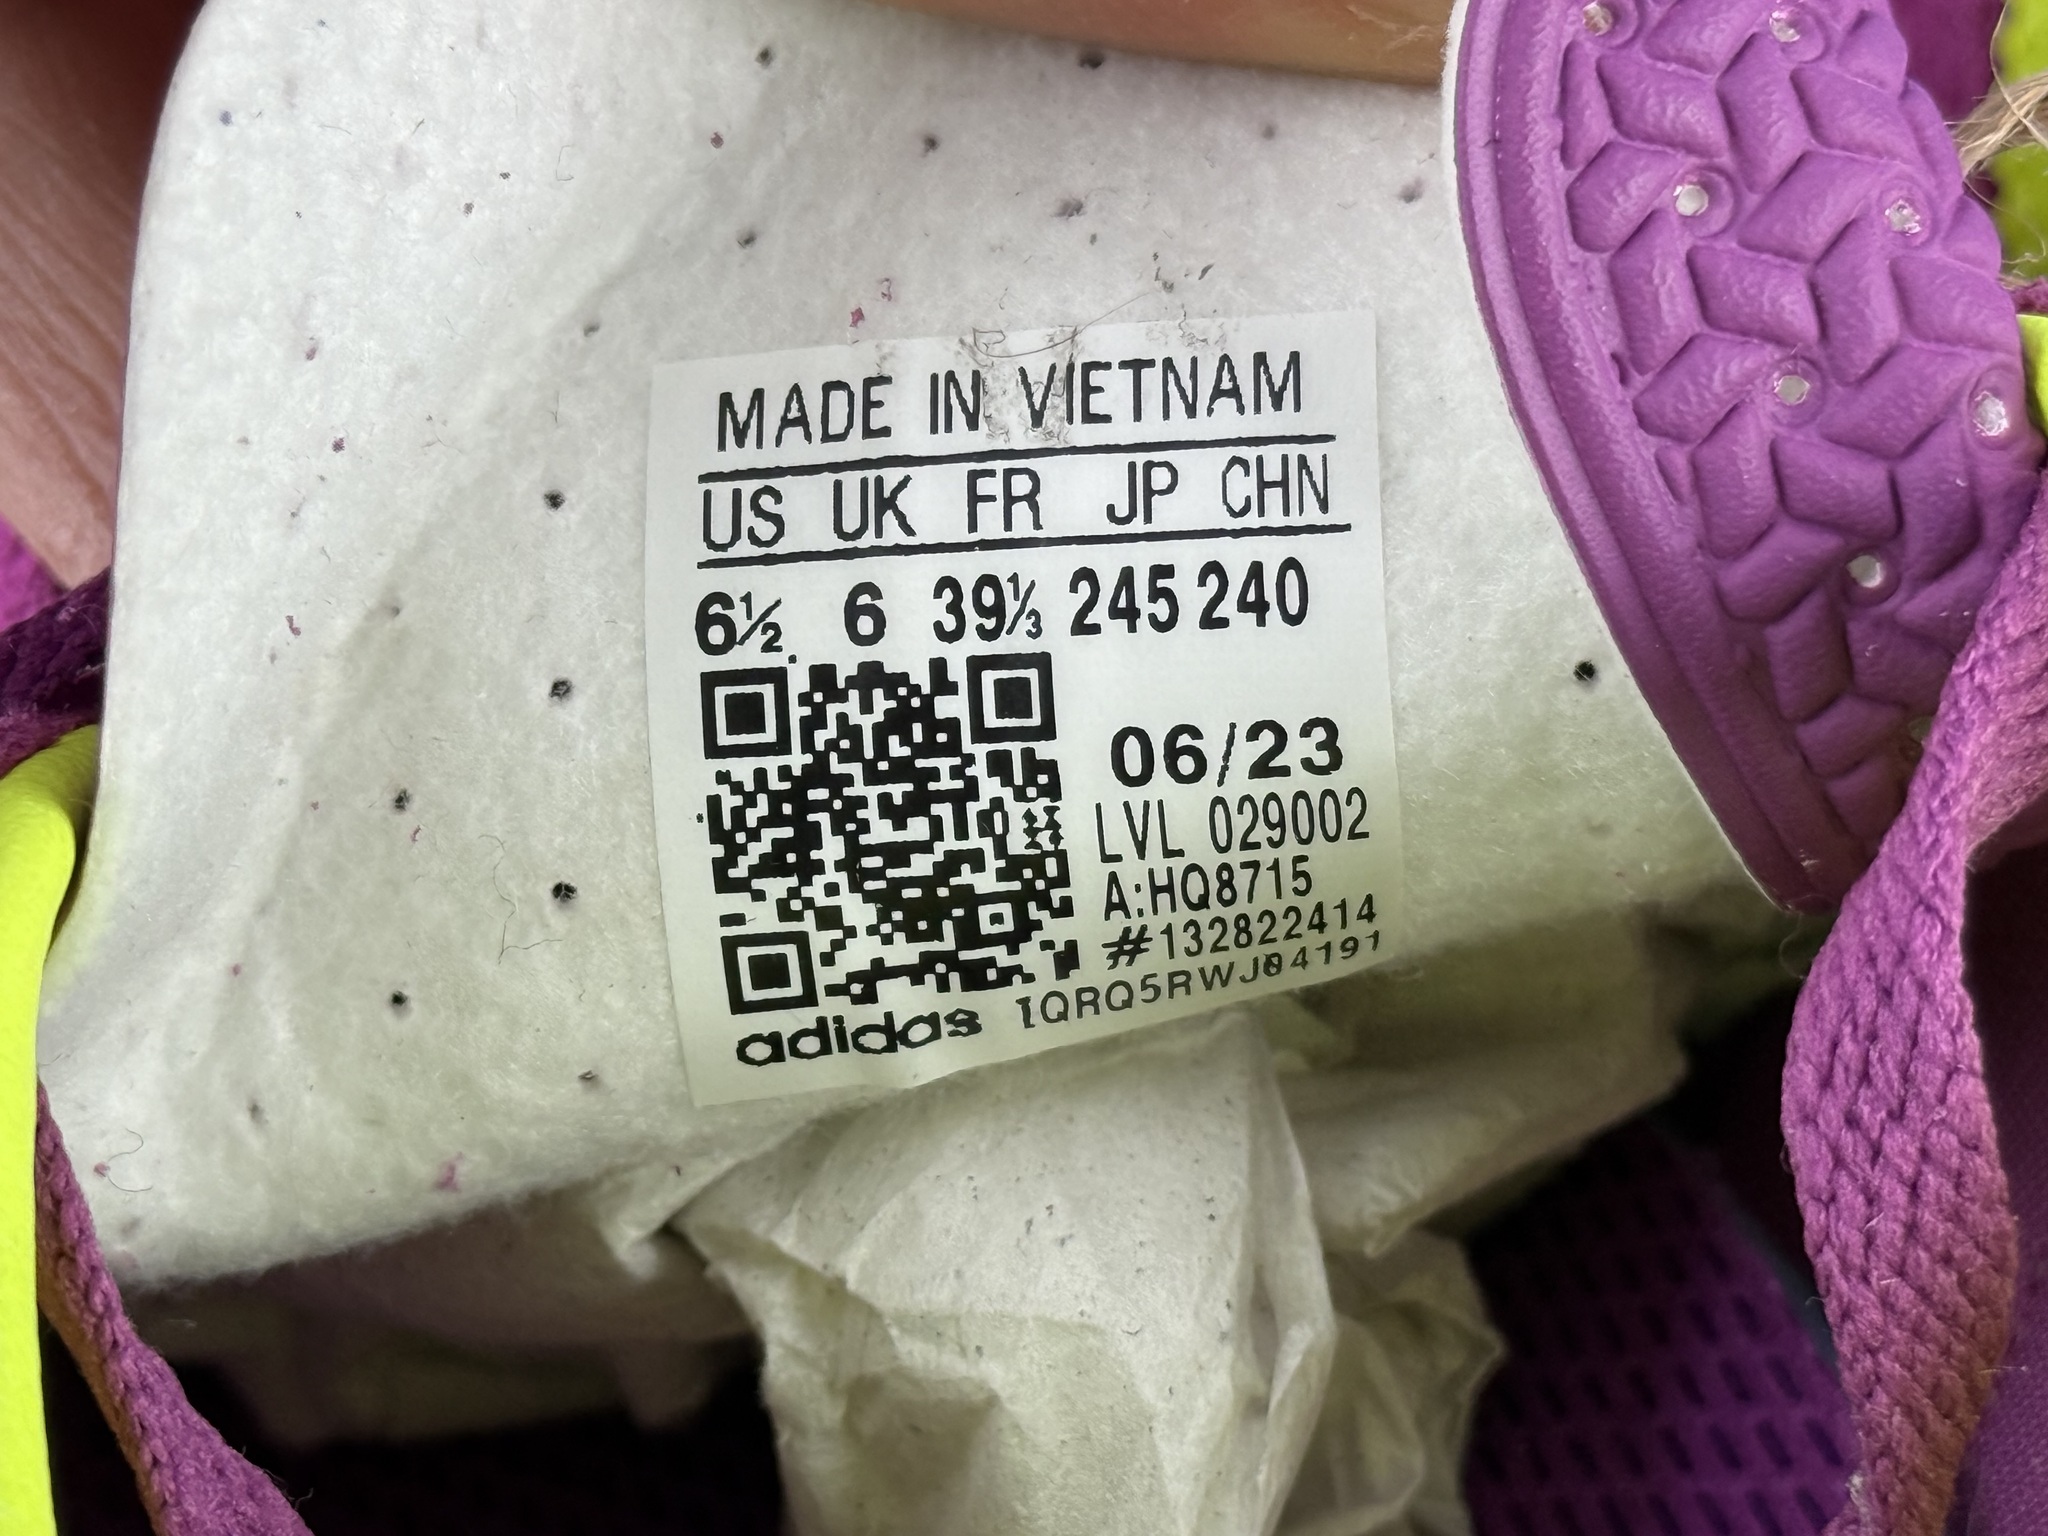 MADE IN VIETNAM
US UK FR JP CHN
6½ 6 39⅓ 245 240
06/23
LVL 029002
A:HQ8715
#132822414
adidas IQRQ5RWJ04191